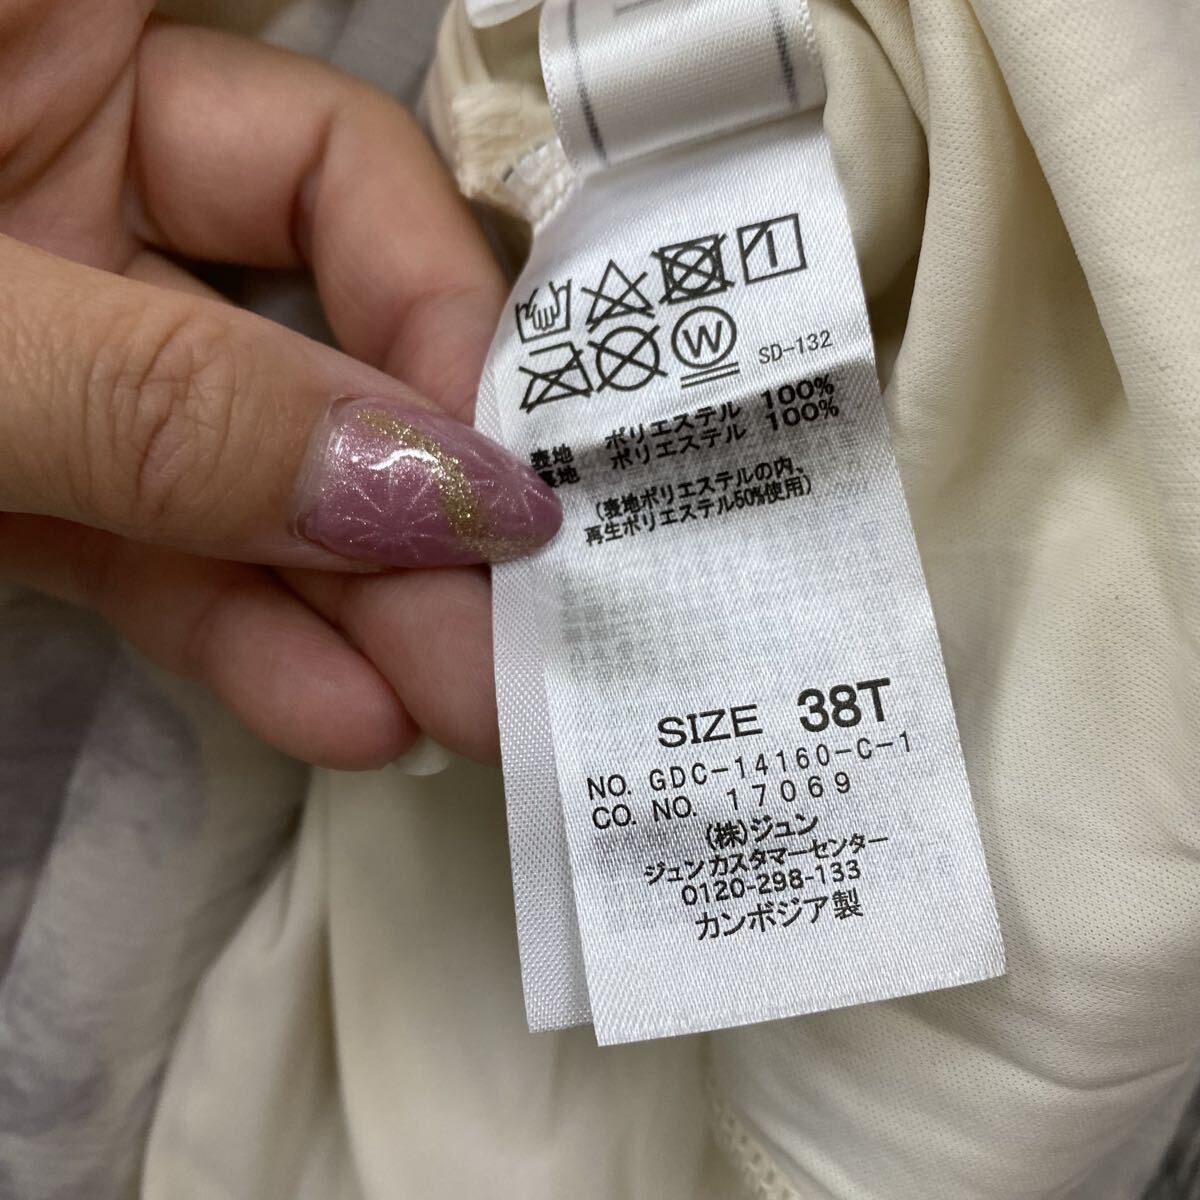 W
SD-132
表地 ポリエステル 100%
裏地 ポリエステル 100%
(表地ポリエステルの内、
再生ポリエステル50%使用)
SIZE 38T
NO. GDC-14160-C-1
CO. NO. 17069
(株)ジュン
ジュンカスタマーセンター
0120-298-133
カンボジア製